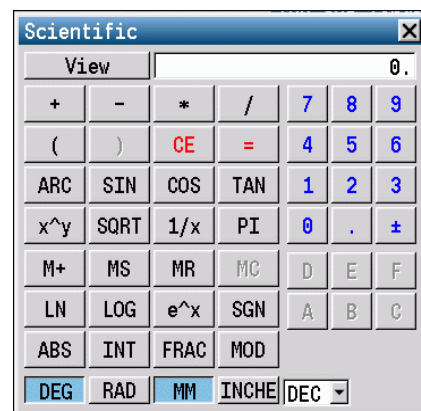 Scientific
View 0.
+ - * / 7 8 9
( ) CE = 4 5 6
ARC SIN COS TAN 1 2 3
x^y SQRT 1/x PI 0 . ±
M+ MS MR MC D E F
LN LOG e^x SGN A B C
ABS INT FRAC MOD
DEG RAD MM INCHE DEC